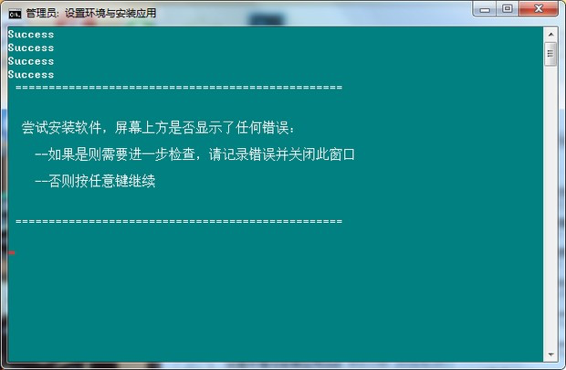 管理员: 设置环境与安装应用
Success
Success
Success
Success
==================================================
尝试安装软件，屏幕上方是否显示了任何错误：
--如果是则需要进一步检查，请记录错误并关闭此窗口
--否则按任意键继续
==================================================